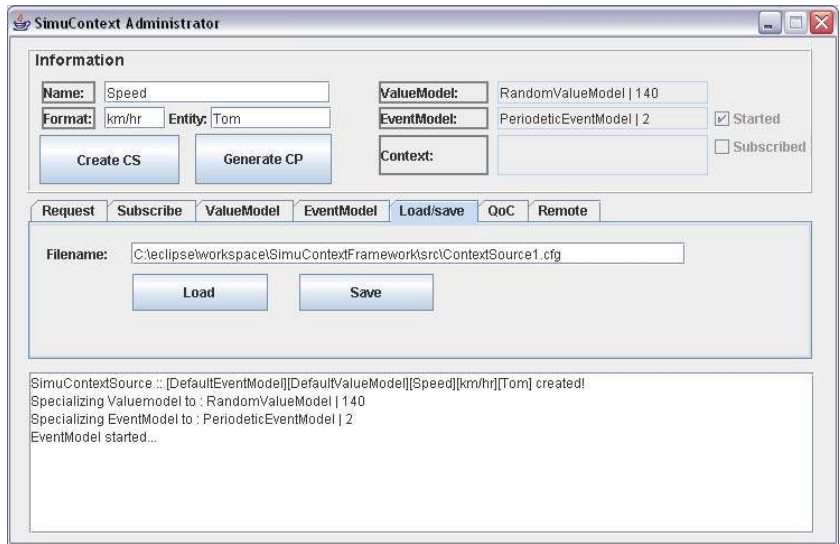 SimuContext Administrator
Information
Name: Speed ValueModel: RandomValueModel | 140
Format: km/hr Entity: Tom EventModel: PeriodeticEventModel | 2 Started
Create CS Generate CP Context: Subscribed
Request Subscribe ValueModel EventModel Load/save QoC Remote
Filename: C:\eclipse\workspace\SimuContextFramework\src\ContextSource1.cfg
Load Save
SimuContextSource :: [DefaultEventModel][DefaultValueModel][Speed][km/hr][Tom] created!
Specializing Valuemodel to : RandomValueModel | 140
Specializing EventModel to : PeriodeticEventModel | 2
EventModel started...